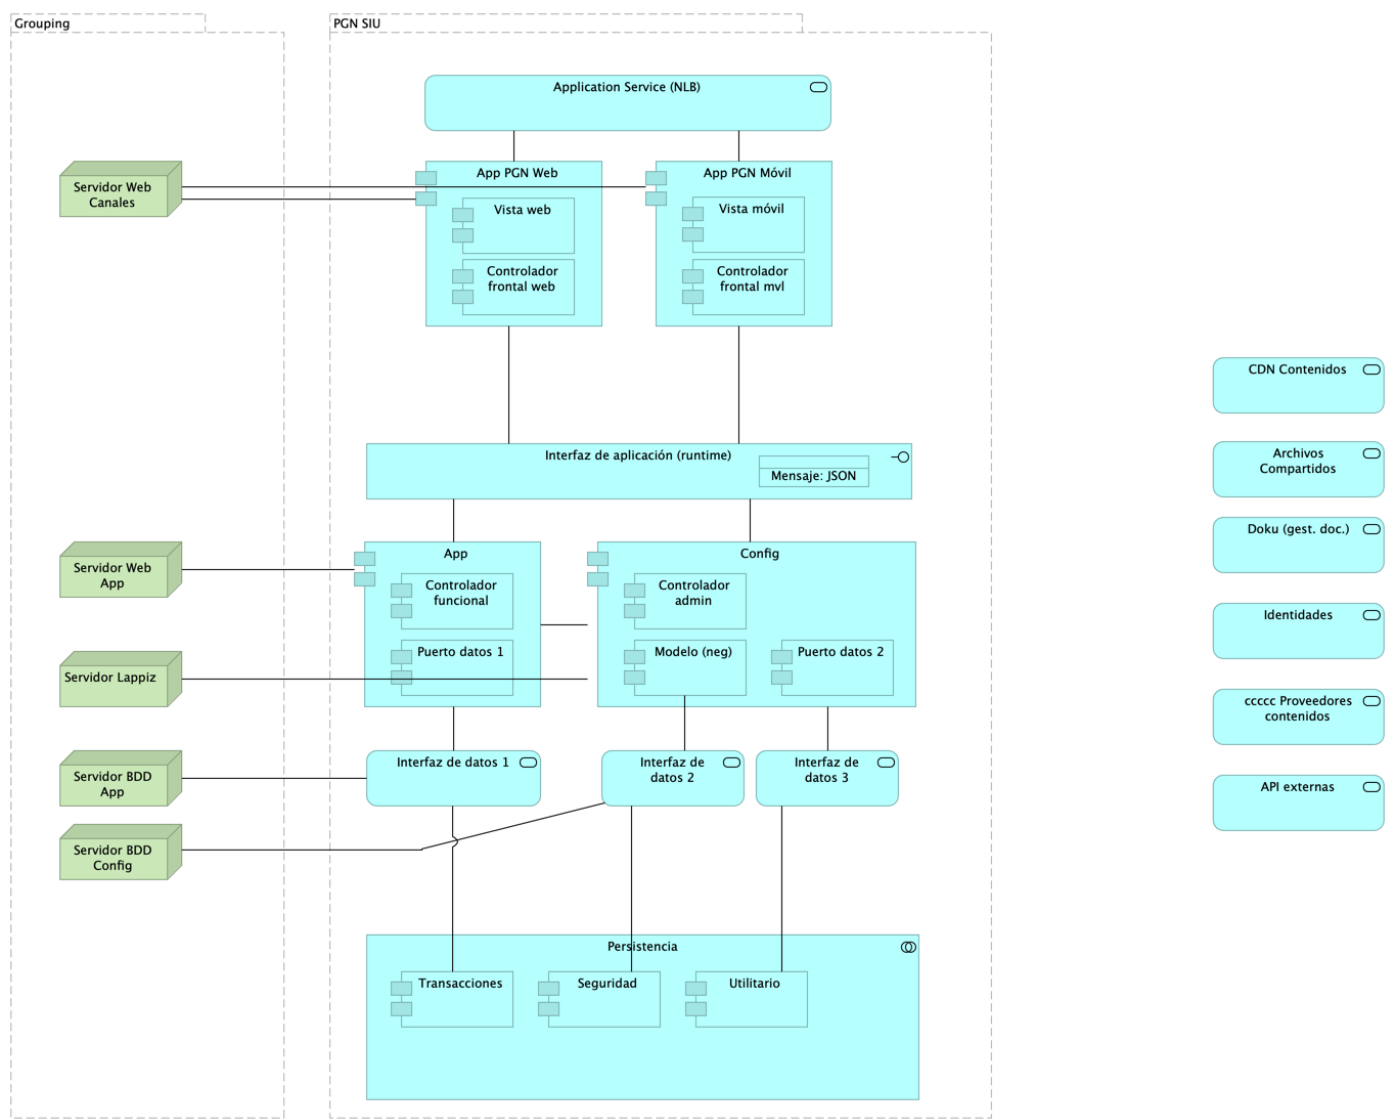 Grouping
PGN SIU
Application Service (NLB)
App PGN Web
App PGN Móvil
Servidor Web
Canales
Vista web
Vista móvil
Controlador
frontal web
Controlador
frontal mvl
CDN Contenidos
Interfaz de aplicación (runtime)
Mensaje: JSON
Archivos
Compartidos
Doku (gest. doc.)
App
Config
Servidor Web
App
Controlador
funcional
Controlador
admin
Identidades
Puerto datos 1
Modelo (neg)
Puerto datos 2
Servidor Lappiz
ccccc Proveedores
contenidos
Interfaz de datos 1
Interfaz de
datos 2
Interfaz de
datos 3
Servidor BDD
App
API externas
Servidor BDD
Config
Persistencia
Transacciones
Seguridad
Utilitario